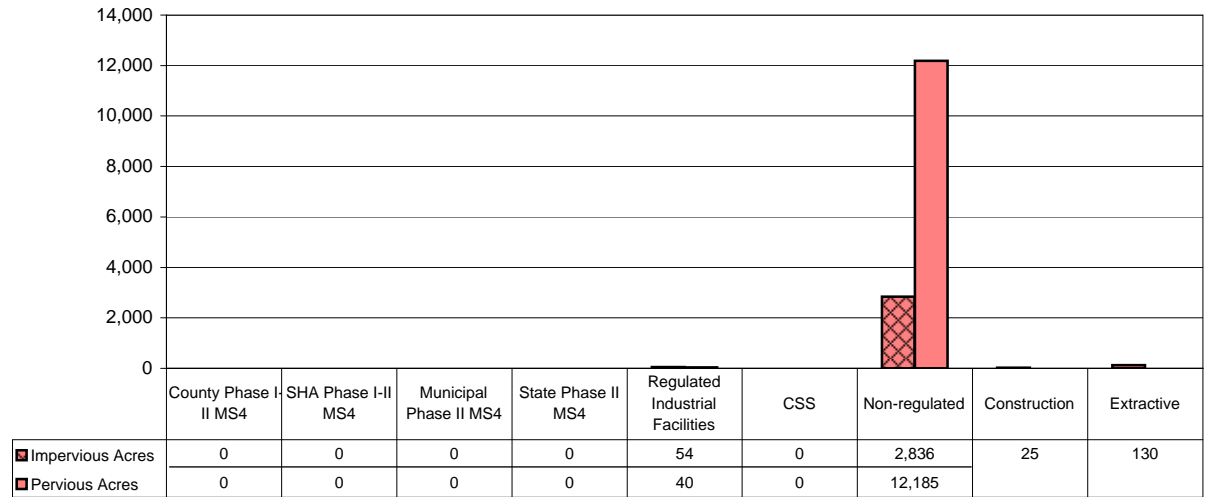 14,000
12,000
10,000
8,000
6,000
4,000
2,000
0
County Phase I-
II MS4
SHA Phase I-II
MS4
Municipal
Phase II MS4
State Phase II
MS4
Regulated
Industrial
Facilities
CSS
Non-regulated
Construction
Extractive
Impervious Acres 0 0 0 0 54 0 2,836 25 130
Pervious Acres 0 0 0 0 40 0 12,185